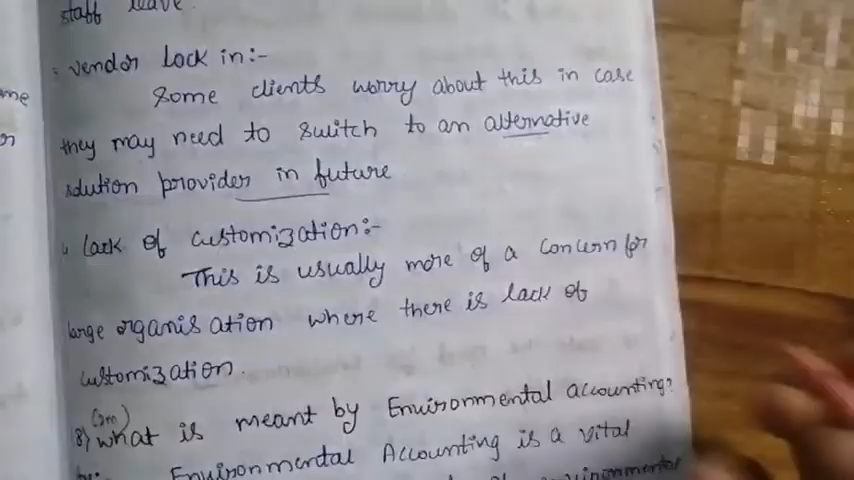 staff leave.
me
vendor Lock in:-
Some clients worry about this in case
they may need to switch to an alternative
solution provider in future
Lack of customization:-
This is usually more of a concern for
large organisation where there is lack of
customization.
8) what is meant by Environmental accounting?
Environmental Accounting is a vital
environmental